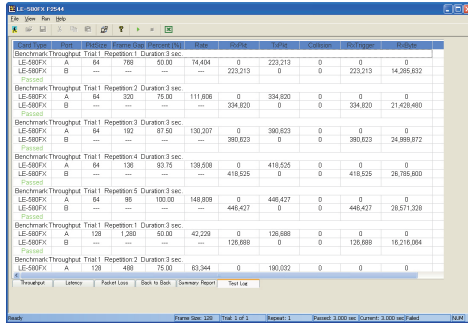 LE-580FX F2544
File View Run Help
Card Type Port PktSize Frame Gap Percent (%) Rate RxPkt TxPkt Collision RxTrigger RxByte
Benchmark:Throughput Trial:1 Repetition:1 Duration:3 sec.
LE-580FX A 64 768 50.00 74,404 0 223,213 0 0 0
LE-580FX B --- --- --- --- 223,213 0 0 223,213 14,285,632
Passed
Benchmark:Throughput Trial:1 Repetition:2 Duration:3 sec.
LE-580FX A 64 320 75.00 111,606 0 334,820 0 0 0
LE-580FX B --- --- --- --- 334,820 0 0 334,820 21,428,480
Passed
Benchmark:Throughput Trial:1 Repetition:3 Duration:3 sec.
LE-580FX A 64 192 87.50 130,207 0 390,623 0 0 0
LE-580FX B --- --- --- --- 390,623 0 0 390,623 24,999,872
Passed
Benchmark:Throughput Trial:1 Repetition:4 Duration:3 sec.
LE-580FX A 64 136 93.75 139,508 0 418,525 0 0 0
LE-580FX B --- --- --- --- 418,525 0 0 418,525 26,785,600
Passed
Benchmark:Throughput Trial:1 Repetition:5 Duration:3 sec.
LE-580FX A 64 96 100.00 148,809 0 446,427 0 0 0
LE-580FX B --- --- --- --- 446,427 0 0 446,427 28,571,328
Passed
Benchmark:Throughput Trial:1 Repetition:1 Duration:3 sec.
LE-580FX A 128 1,280 50.00 42,229 0 126,688 0 0 0
LE-580FX B --- --- --- --- 126,688 0 0 126,688 16,216,064
Passed
Benchmark:Throughput Trial:1 Repetition:2 Duration:3 sec.
LE-580FX A 128 488 75.00 63,344 0 190,032 0 0 0
Throughput Latency Packet Loss Back to Back Summary Report Test Log
Ready Frame Size: 128 Trial: 1 of 1 Repeat: 1 Passed: 3.000 sec Current: 3.000 sec Failed NUM